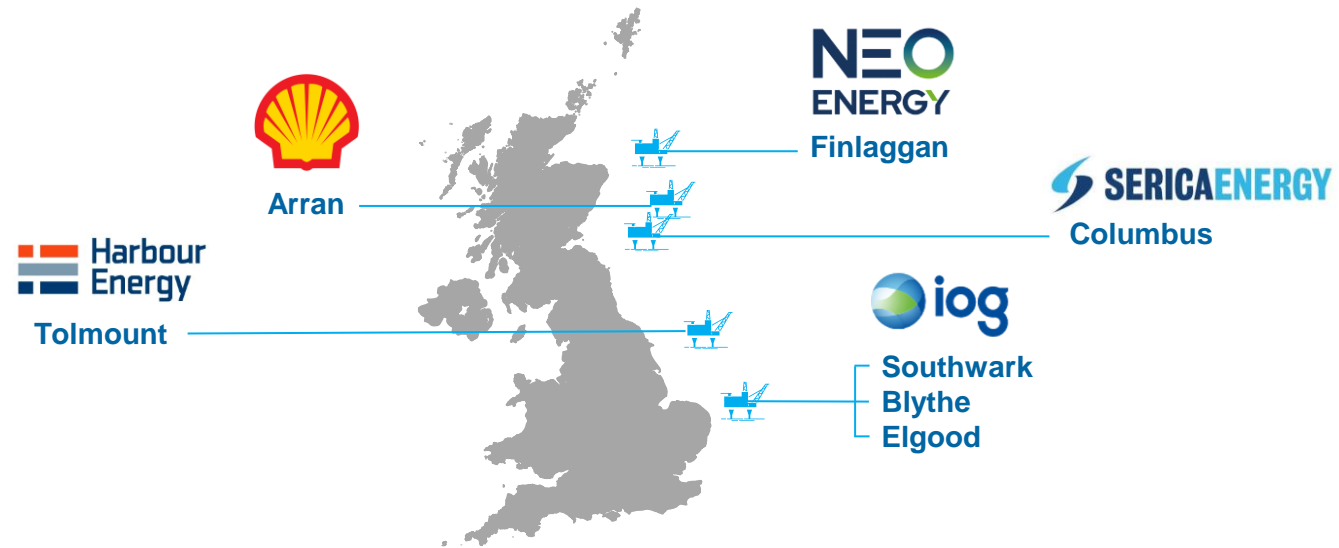 NEO
ENERGY
Finlaggan
Arran
SERICAENERGY
Columbus
Harbour
Energy
Tolmount
iog
Southwark
Blythe
Elgood